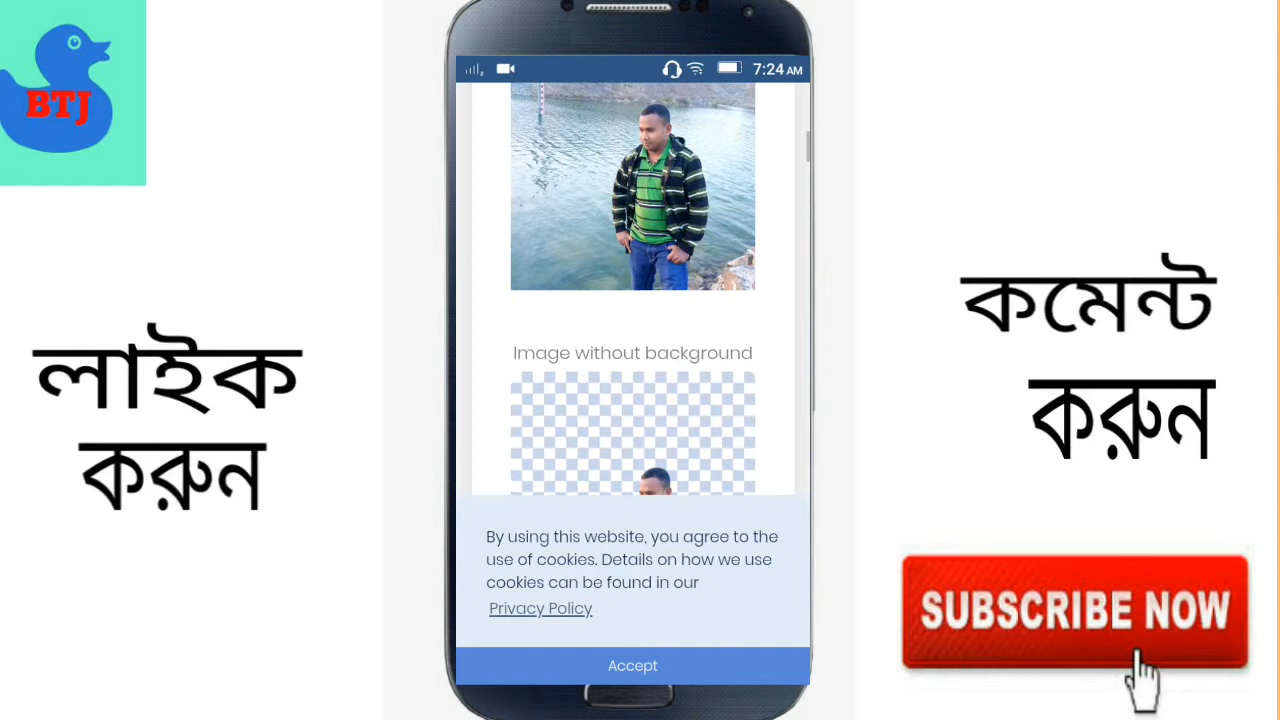 BTJ
7:24 AM
Image without background
By using this website, you agree to the
use of cookies. Details on how we use
cookies can be found in our
Privacy Policy
Accept
লাইক
করুন
কমেন্ট
করুন
SUBSCRIBE NOW